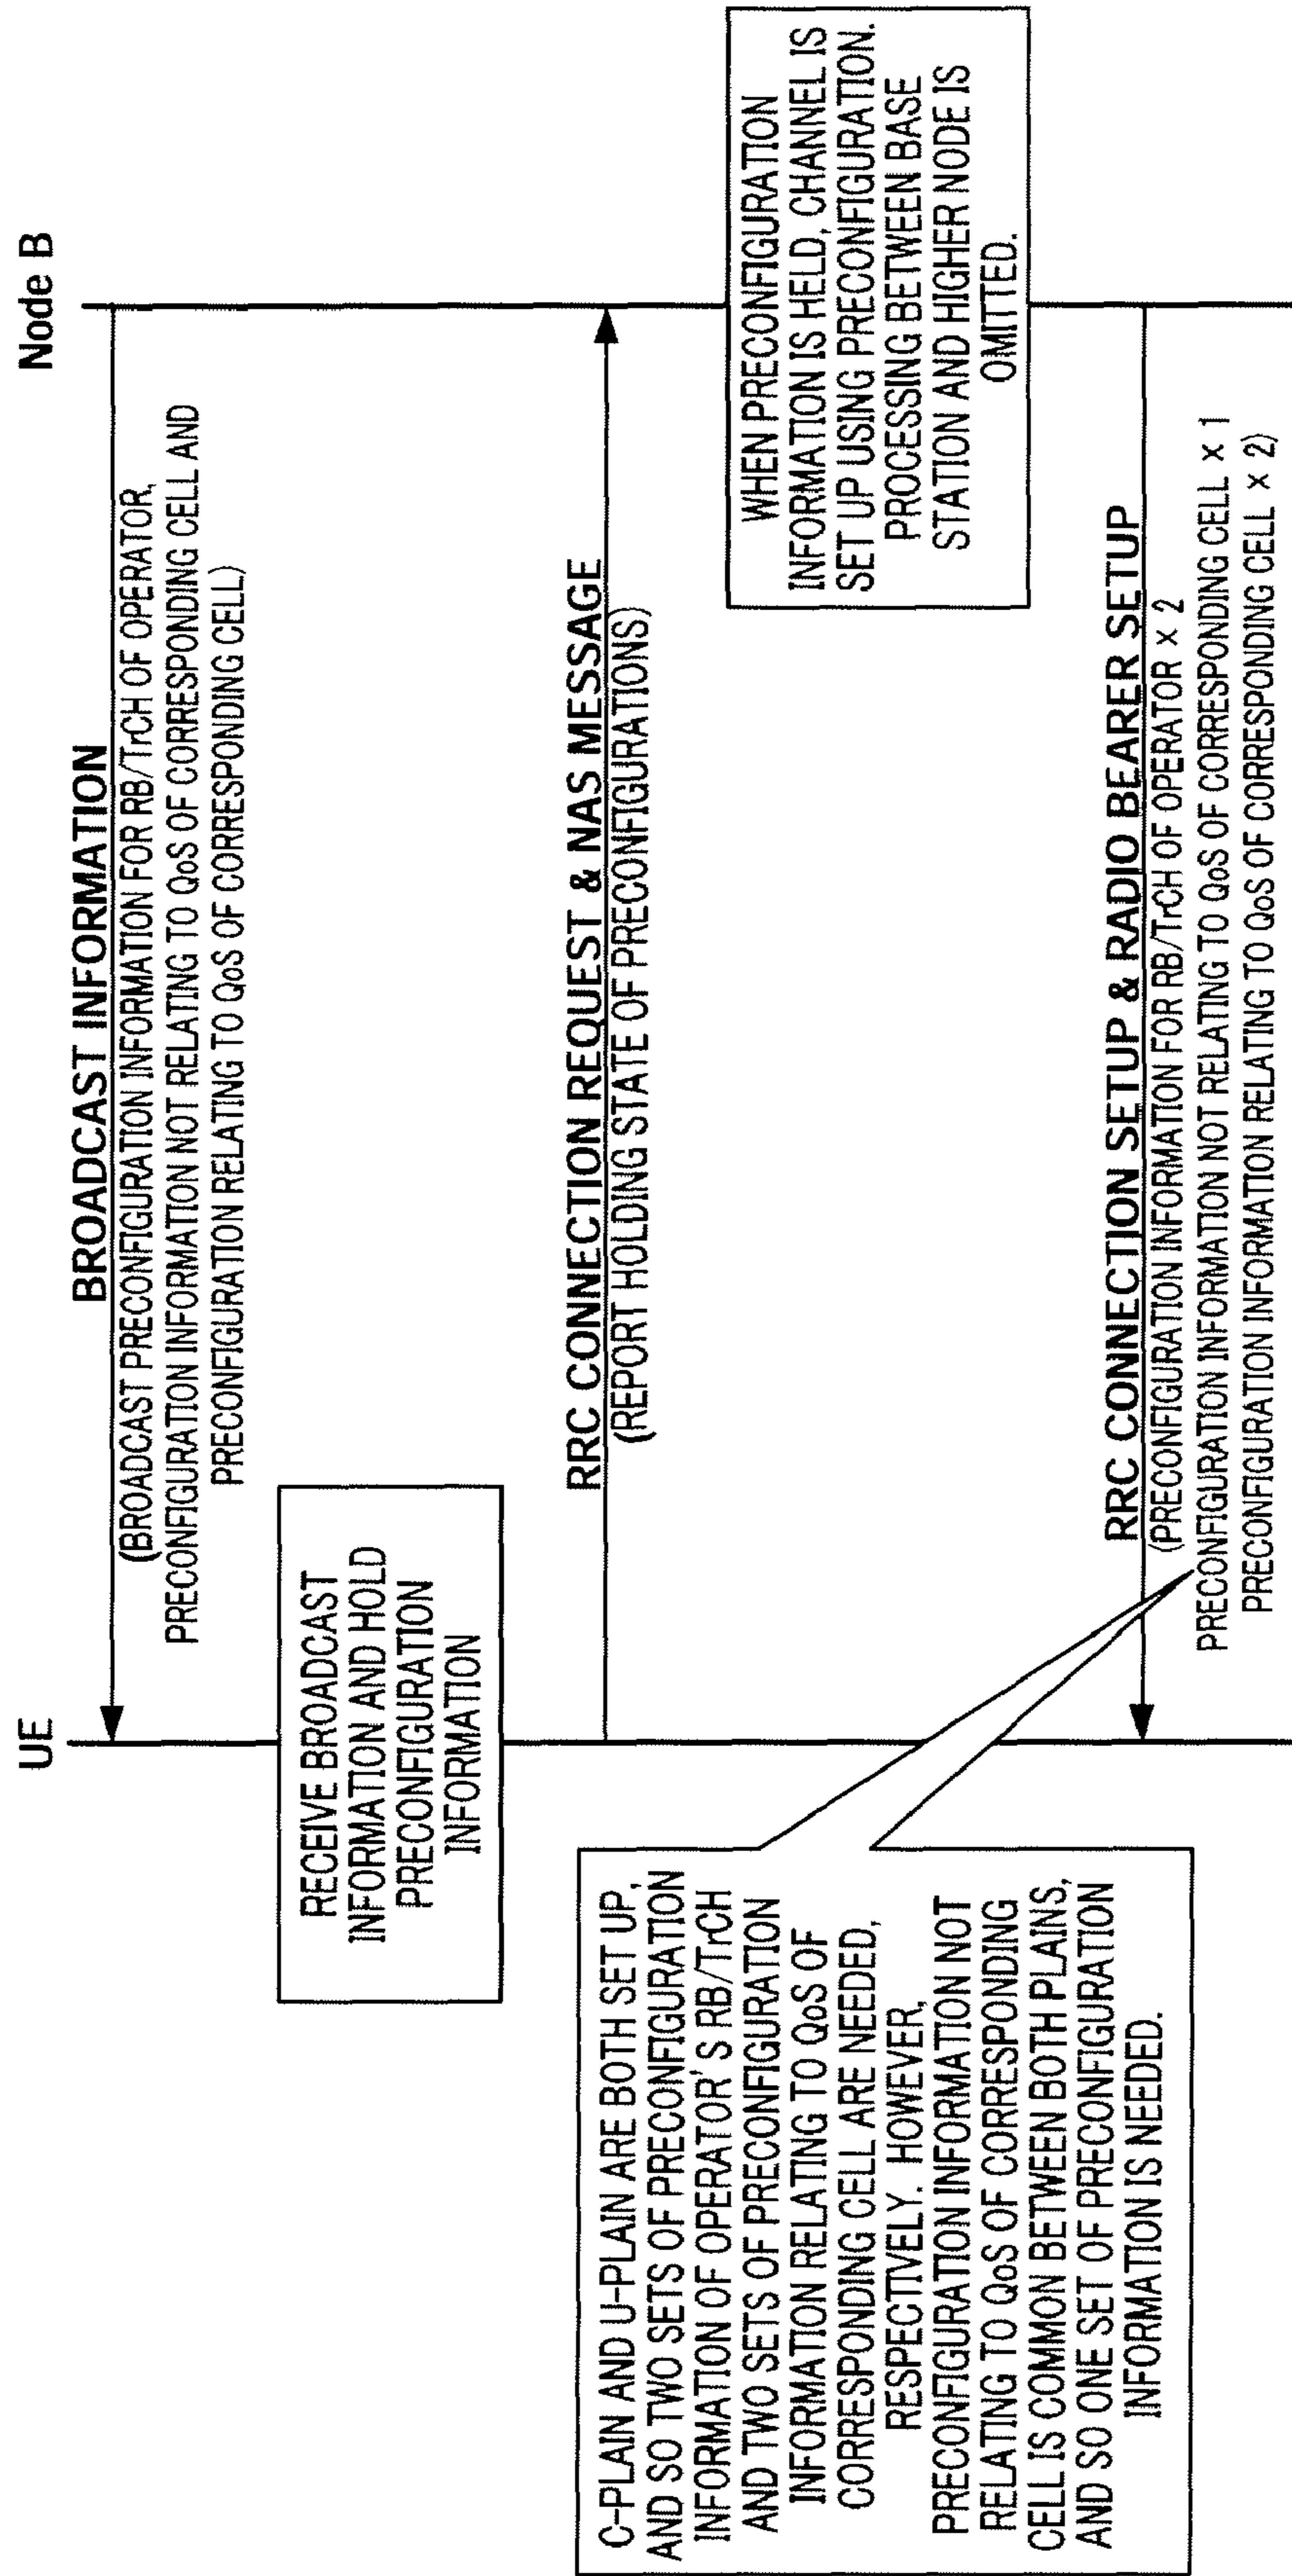 UE
Node B
BROADCAST INFORMATION
(BROADCAST PRECONFIGURATION INFORMATION FOR RB/TrCH OF OPERATOR,
PRECONFIGURATION INFORMATION NOT RELATING TO QoS OF CORRESPONDING CELL AND
PRECONFIGURATION RELATING TO QoS OF CORRESPONDING CELL)
RECEIVE BROADCAST
INFORMATION AND HOLD
PRECONFIGURATION
INFORMATION
RRC CONNECTION REQUEST & NAS MESSAGE
(REPORT HOLDING STATE OF PRECONFIGURATIONS)
WHEN PRECONFIGURATION
INFORMATION IS HELD, CHANNEL IS
SET UP USING PRECONFIGURATION.
PROCESSING BETWEEN BASE
STATION AND HIGHER NODE IS
OMITTED.
C-PLAIN AND U-PLAIN ARE BOTH SET UP,
AND SO TWO SETS OF PRECONFIGURATION
INFORMATION OF OPERATOR'S RB/TrCH
AND TWO SETS OF PRECONFIGURATION
INFORMATION RELATING TO QoS OF
CORRESPONDING CELL ARE NEEDED,
RESPECTIVELY. HOWEVER,
PRECONFIGURATION INFORMATION NOT
RELATING TO QoS OF CORRESPONDING
CELL IS COMMON BETWEEN BOTH PLAINS,
AND SO ONE SET OF PRECONFIGURATION
INFORMATION IS NEEDED.
RRC CONNECTION SETUP & RADIO BEARER SETUP
(PRECONFIGURATION INFORMATION FOR RB/TrCH OF OPERATOR × 2
PRECONFIGURATION INFORMATION NOT RELATING TO QoS OF CORRESPONDING CELL × 1
PRECONFIGURATION INFORMATION RELATING TO QoS OF CORRESPONDING CELL × 2)